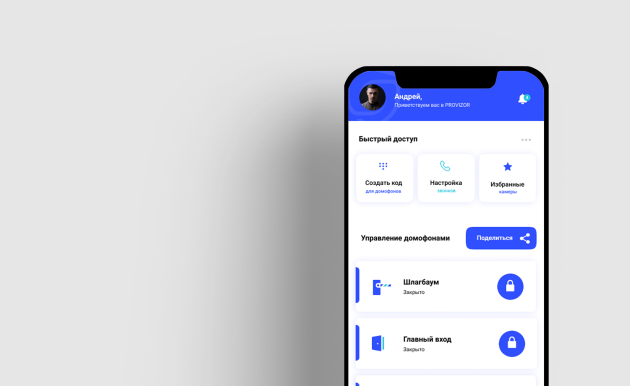 Андрей,
Приветствуем вас в PROVIZOR
Быстрый доступ
Создать код
для домофонов
Настройка
звонков
Избранные
камеры
Управление домофонами
Поделиться
Шлагбаум
Закрыто
Главный вход
Закрыто